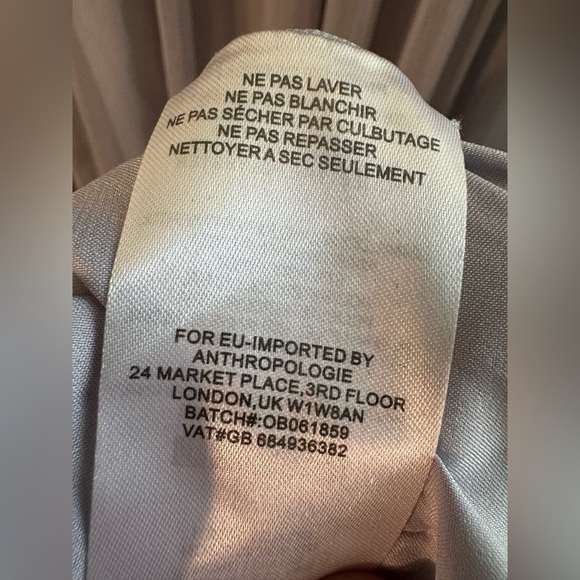 NE PAS LAVER
NE PAS BLANCHIR
NE PAS SÉCHER PAR CULBUTAGE
NE PAS REPASSER
NETTOYER A SEC SEULEMENT
FOR EU-IMPORTED BY
ANTHROPOLOGIE
24 MARKET PLACE,3RD FLOOR
LONDON,UK W1W8AN
BATCH#:OB061859
VAT#GB 684936382